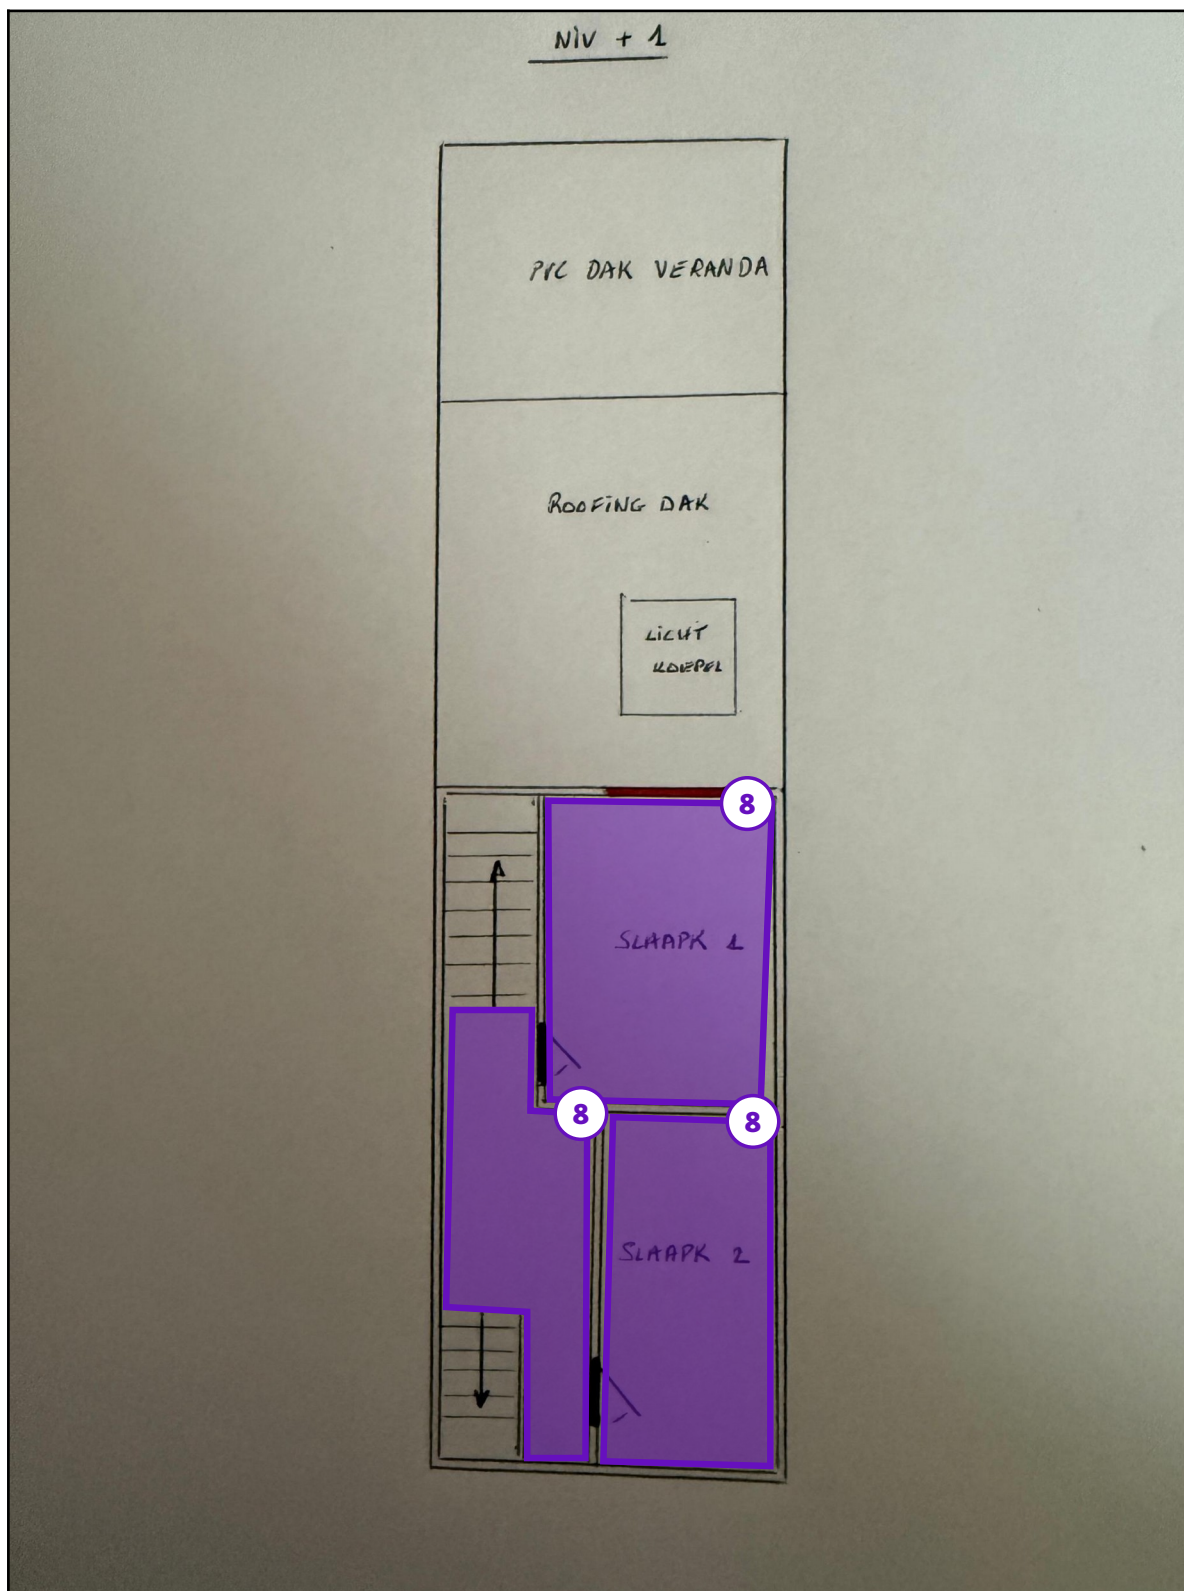 NIV + 1
PVC DAK VERANDA
ROOFING DAK
LICHT
KOEPEL
8
SLAAPK 1
8
8
SLAAPK 2